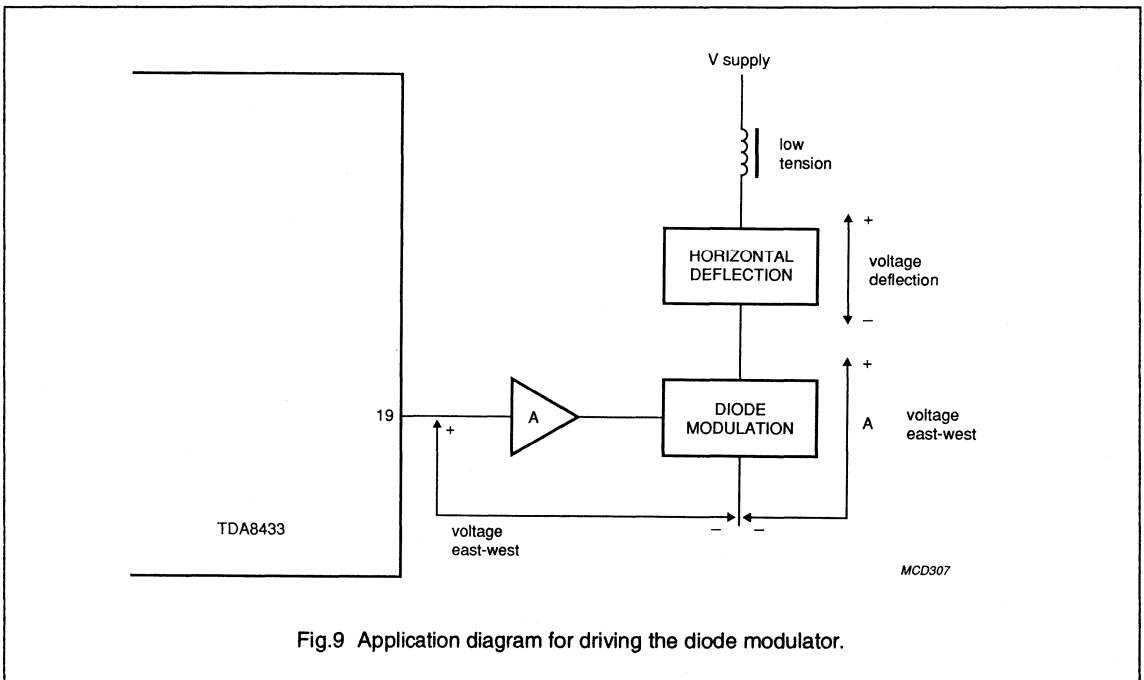 V supply
low
tension
HORIZONTAL
DEFLECTION
+
voltage
deflection
–
+
DIODE
MODULATION
A
voltage
east-west
19
A
+
– –
TDA8433
voltage
east-west
MCD307
Fig.9 Application diagram for driving the diode modulator.